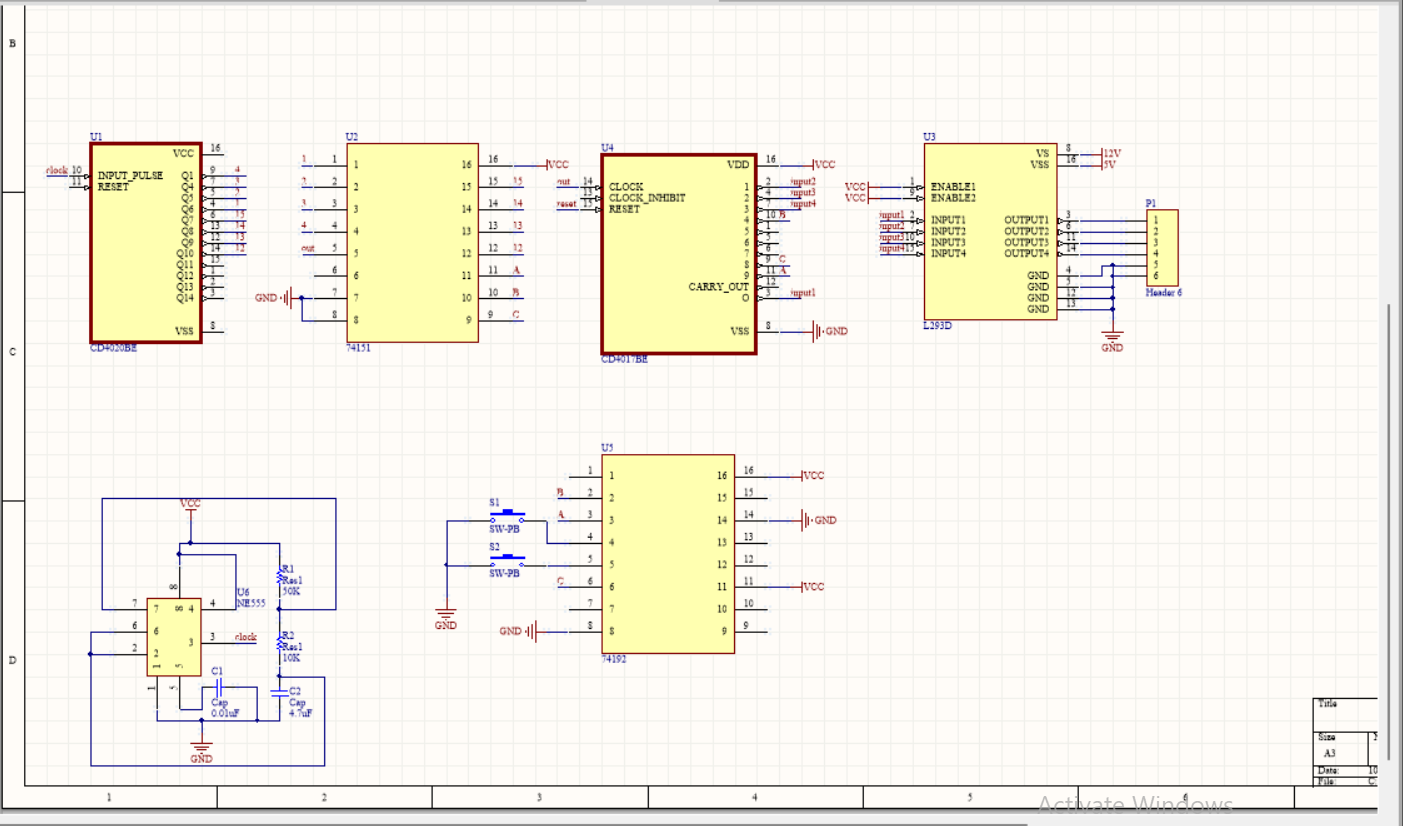 B
U1
VCC
16
clock
10
INPUT_PULSE
11
RESET
Q1
9
4
Q4
7
Q5
5
Q6
4
Q7
6
15
Q8
13
14
Q9
12
13
Q10
14
12
Q11
15
Q12
1
Q13
2
Q14
3
VSS
8
CD4020BE
U2
1 1 1 16 16 VCC
2 2 15 15 15
3 3 3 14 14 14
4 4 4 13 13 13
out 5 5 12 12 12
6 6 11 11 A
GND 7 7 10 10 B
8 8 9 9 C
74151
U4
VDD 16 VCC
out 14 CLOCK 1 2 input2
13 CLOCK_INHIBIT 2 4 input3
reset 15 RESET 3 7 input4
4 10 B
5 1
6
7 6
8 9 C
9 11 A
CARRY_OUT 12
O 3 input1
VSS 8 GND
CD4017BE
U3
VS 8 12V
VSS 16 5V
VCC 1 ENABLE1
VCC 9 ENABLE2
input1 2 INPUT1 OUTPUT1 3
input2 INPUT2 OUTPUT2 6
input3 10 INPUT3 OUTPUT3 11
input4 15 INPUT4 OUTPUT4 14
GND 4
GND 5
GND 12
GND 13
L293D
GND
P1
1
2
3
4
5
6
Header 6
C
U5
1 1 16 16 VCC
B 2 2 15 15
A 3 3 14 14 GND
4 4 13 13
5 5 12 12
C 6 6 11 11 VCC
7 7 10 10
GND 8 8 9 9
74192
S1
SW-PB
S2
SW-PB
GND
VCC
R1
Res1
50K
U6
NE555
8
7 7 8 4 4
6 6
3 3 clock
2 2
1 5
1 5
R2
Res1
10K
C1
Cap
0.01uF
C2
Cap
4.7uF
GND
D
Title
Size
A3
Date: 10
File: C
1 2 3 4 5 6
Activate Windows